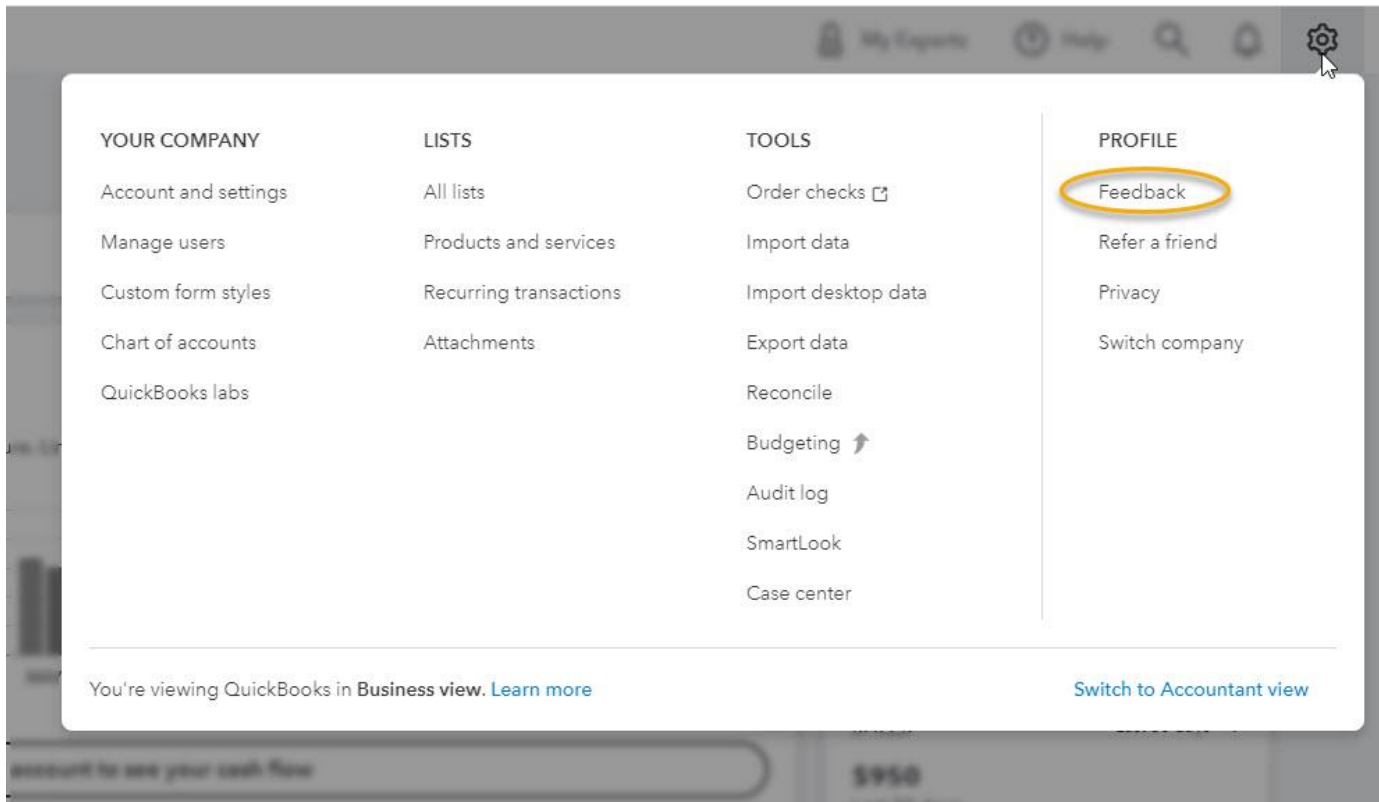 My Experts
Help
YOUR COMPANY
Account and settings
Manage users
Custom form styles
Chart of accounts
QuickBooks labs
LISTS
All lists
Products and services
Recurring transactions
Attachments
TOOLS
Order checks
Import data
Import desktop data
Export data
Reconcile
Budgeting
Audit log
SmartLook
Case center
PROFILE
Feedback
Refer a friend
Privacy
Switch company
You're viewing QuickBooks in Business view. Learn more
Switch to Accountant view
account to see your cash flow
$950